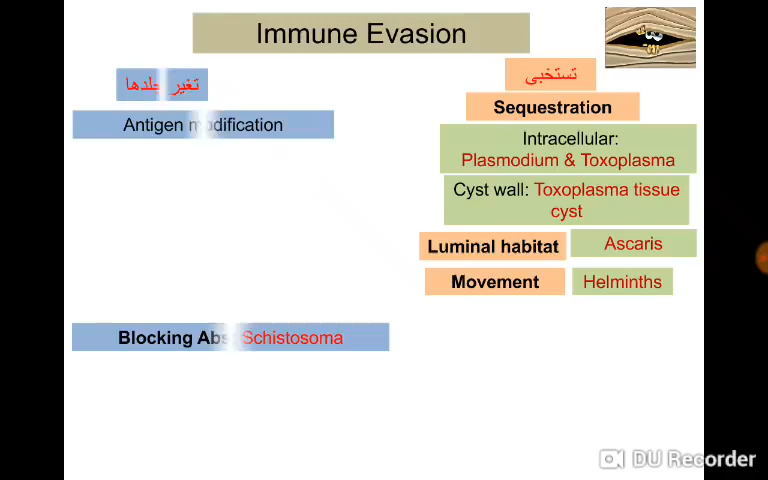 Immune Evasion
تغير جلدها
Antigen modification
Blocking Abs: Schistosoma
تستخبى
Sequestration
Intracellular:
Plasmodium & Toxoplasma
Cyst wall: Toxoplasma tissue
cyst
Luminal habitat
Ascaris
Movement
Helminths
DU Recorder